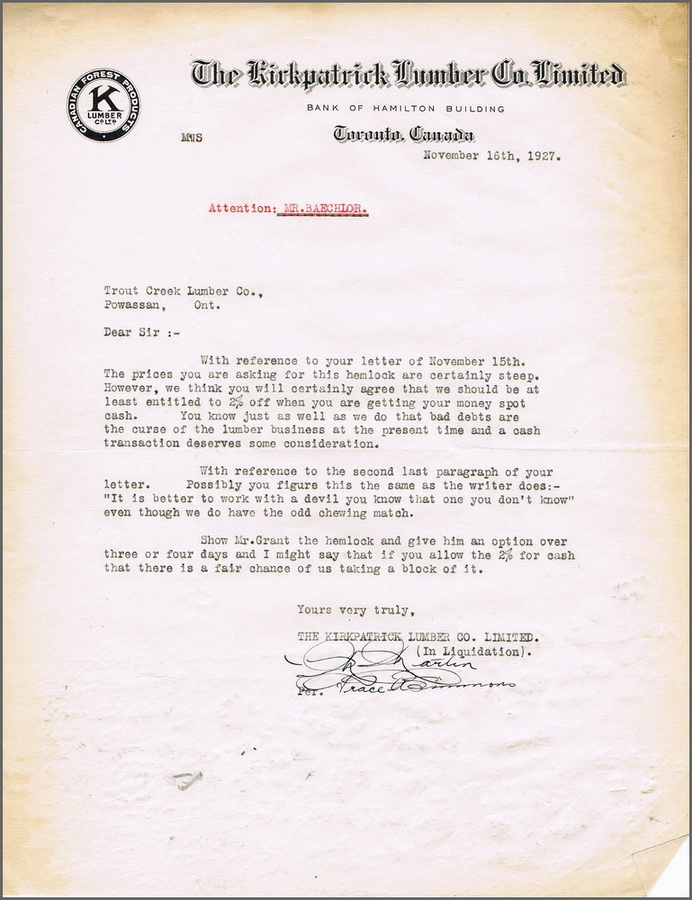 The Kirkpatrick Lumber Co. Limited
CANADIAN FOREST PRODUCTS
K
LUMBER
CO LTD
BANK OF HAMILTON BUILDING
MWS
Toronto, Canada
November 16th, 1927.
Attention: MR.BAECHLOR.
Trout Creek Lumber Co.,
Powassan, Ont.
Dear Sir :-
With reference to your letter of November 15th.
The prices you are asking for this hemlock are certainly steep.
However, we think you will certainly agree that we should be at
least entitled to 2% off when you are getting your money spot
cash. You know just as well as we do that bad debts are
the curse of the lumber business at the present time and a cash
transaction deserves some consideration.
With reference to the second last paragraph of your
letter. Possibly you figure this the same as the writer does:-
"It is better to work with a devil you know that one you don't know"
even though we do have the odd chewing match.
Show Mr.Grant the hemlock and give him an option over
three or four days and I might say that if you allow the 2% for cash
that there is a fair chance of us taking a block of it.
Yours very truly,
THE KIRKPATRICK LUMBER CO. LIMITED.
(In Liquidation).
Martin
Per. Grace A Simmons